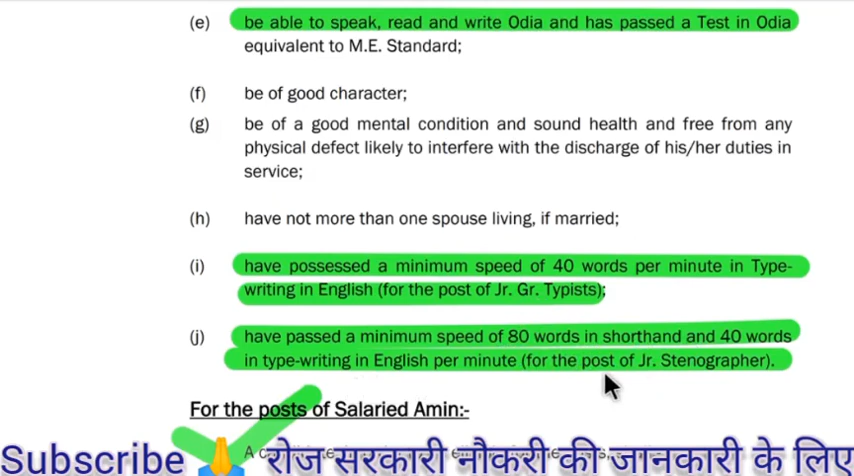 (e) be able to speak, read and write Odia and has passed a Test in Odia
equivalent to M.E. Standard;
(f) be of good character;
(g) be of a good mental condition and sound health and free from any
physical defect likely to interfere with the discharge of his/her duties in
service;
(h) have not more than one spouse living, if married;
(i) have possessed a minimum speed of 40 words per minute in Type-
writing in English (for the post of Jr. Gr. Typists);
(j) have passed a minimum speed of 80 words in shorthand and 40 words
in type-writing in English per minute (for the post of Jr. Stenographer).
For the posts of Salaried Amin:-
A
Subscribe 🙏 रोज सरकारी नौकरी की जानकारी के लिए